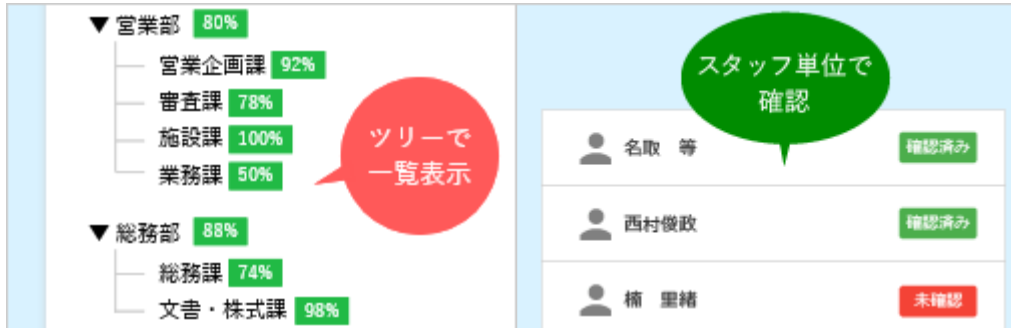 ▼ 営業部 80%
営業企画課 92%
審査課 78%
施設課 100%
業務課 50%
▼ 総務部 88%
総務課 74%
文書・株式課 98%
ツリーで
一覧表示
スタッフ単位で
確認
名取 等 確認済み
西村俊政 確認済み
楠 里緒 未確認